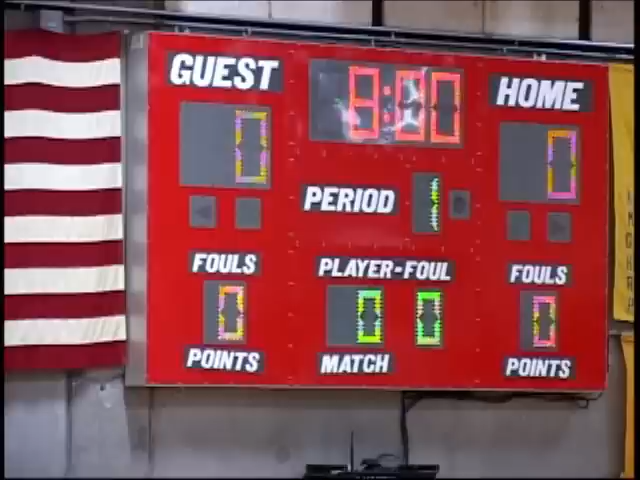 GUEST 8:00 HOME
0 0
PERIOD 1
FOULS PLAYER-FOUL FOULS
0 0 0 0
POINTS MATCH POINTS